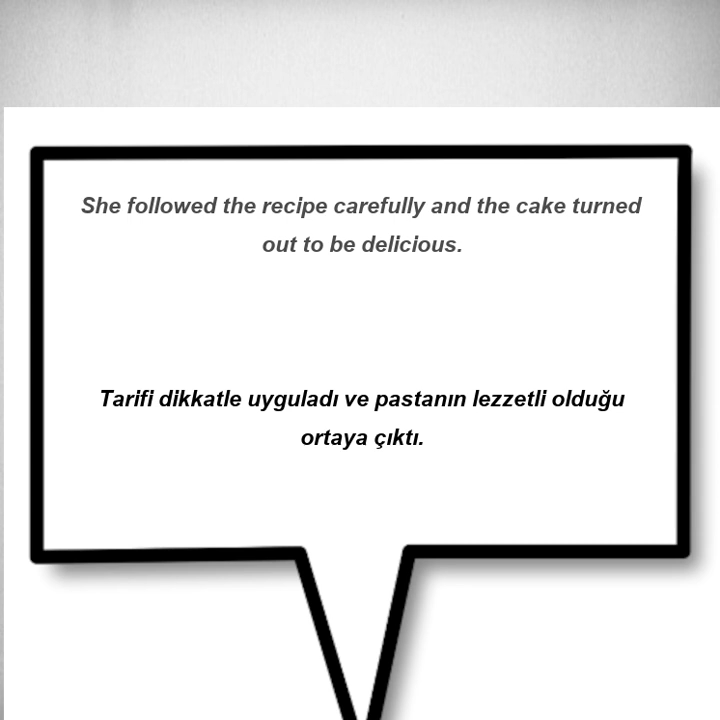 She followed the recipe carefully and the cake turned
out to be delicious.
Tarifi dikkatle uyguladı ve pastanın lezzetli olduğu
ortaya çıktı.